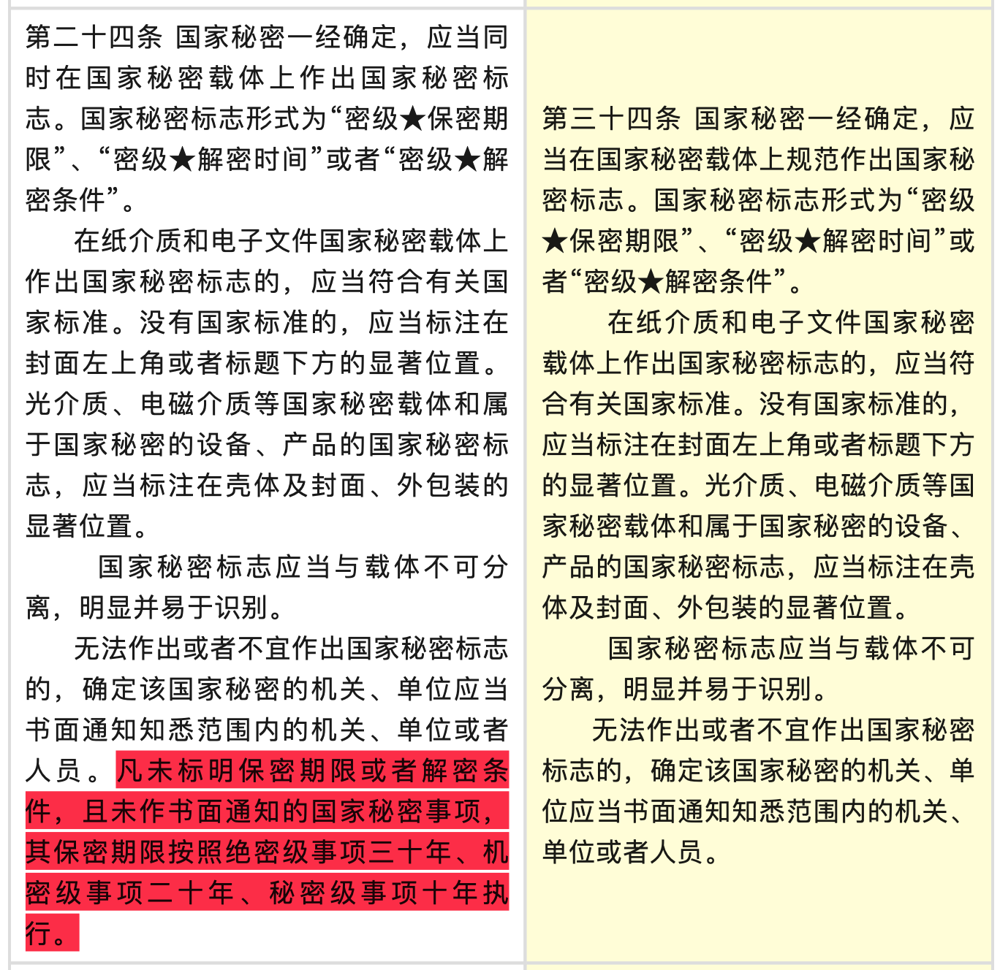 第二十四条 国家秘密一经确定，应当同
时在国家秘密载体上作出国家秘密标
志。国家秘密标志形式为“密级★保密期
限”、“密级★解密时间”或者“密级★解
密条件”。
在纸介质和电子文件国家秘密载体上
作出国家秘密标志的，应当符合有关国
家标准。没有国家标准的，应当标注在
封面左上角或者标题下方的显著位置。
光介质、电磁介质等国家秘密载体和属
于国家秘密的设备、产品的国家秘密标
志，应当标注在壳体及封面、外包装的
显著位置。
国家秘密标志应当与载体不可分
离，明显并易于识别。
无法作出或者不宜作出国家秘密标志
的，确定该国家秘密的机关、单位应当
书面通知知悉范围内的机关、单位或者
人员。凡未标明保密期限或者解密条
件，且未作书面通知的国家秘密事项，
其保密期限按照绝密级事项三十年、机
密级事项二十年、秘密级事项十年执
行。
第三十四条 国家秘密一经确定，应
当在国家秘密载体上规范作出国家秘
密标志。国家秘密标志形式为“密级
★保密期限”、“密级★解密时间”或
者“密级★解密条件”。
在纸介质和电子文件国家秘密
载体上作出国家秘密标志的，应当符
合有关国家标准。没有国家标准的，
应当标注在封面左上角或者标题下方
的显著位置。光介质、电磁介质等国
家秘密载体和属于国家秘密的设备、
产品的国家秘密标志，应当标注在壳
体及封面、外包装的显著位置。
国家秘密标志应当与载体不可
分离，明显并易于识别。
无法作出或者不宜作出国家秘密
标志的，确定该国家秘密的机关、单
位应当书面通知知悉范围内的机关、
单位或者人员。